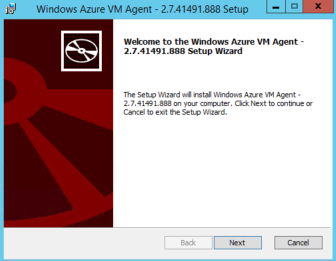 Windows Azure VM Agent - 2.7.41491.888 Setup
Welcome to the Windows Azure VM Agent -
2.7.41491.888 Setup Wizard
The Setup Wizard will install Windows Azure VM Agent -
2.7.41491.888 on your computer. Click Next to continue or
Cancel to exit the Setup Wizard.
Back
Next
Cancel